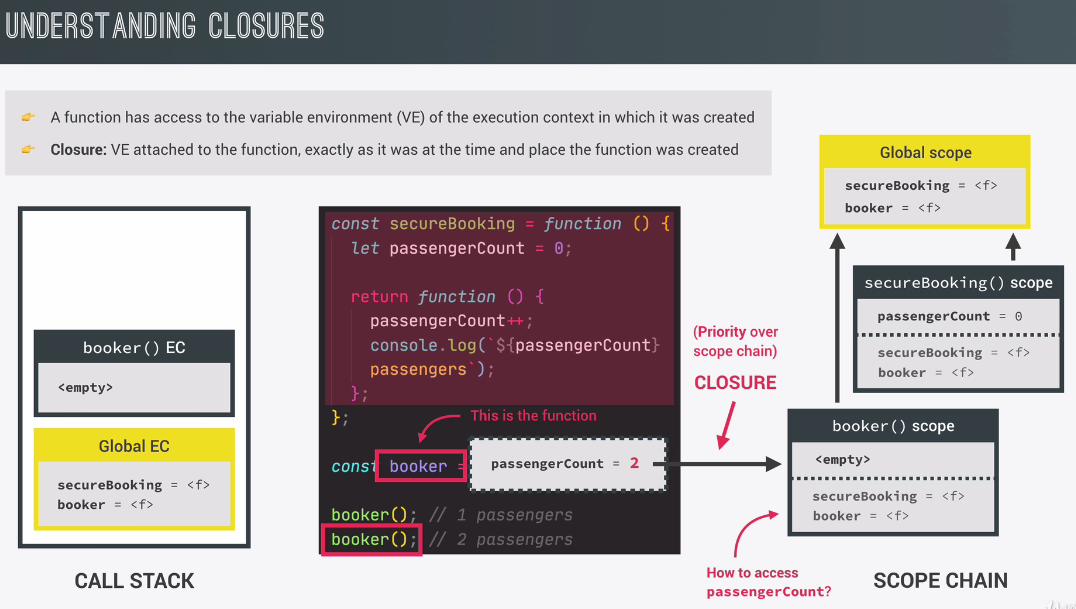 UNDERSTANDING CLOSURES
👉 A function has access to the variable environment (VE) of the execution context in which it was created
👉 Closure: VE attached to the function, exactly as it was at the time and place the function was created
booker() EC
<empty>
Global EC
secureBooking = <f>
booker = <f>
CALL STACK
const secureBooking = function () {
let passengerCount = 0;
return function () {
passengerCount++;
console.log(`${passengerCount}
passengers`);
};
};
This is the function
const booker =
passengerCount = 2
booker(); // 1 passengers
booker(); // 2 passengers
(Priority over
scope chain)
CLOSURE
How to access
passengerCount?
Global scope
secureBooking = <f>
booker = <f>
secureBooking() scope
passengerCount = 0
secureBooking = <f>
booker = <f>
booker() scope
<empty>
secureBooking = <f>
booker = <f>
SCOPE CHAIN